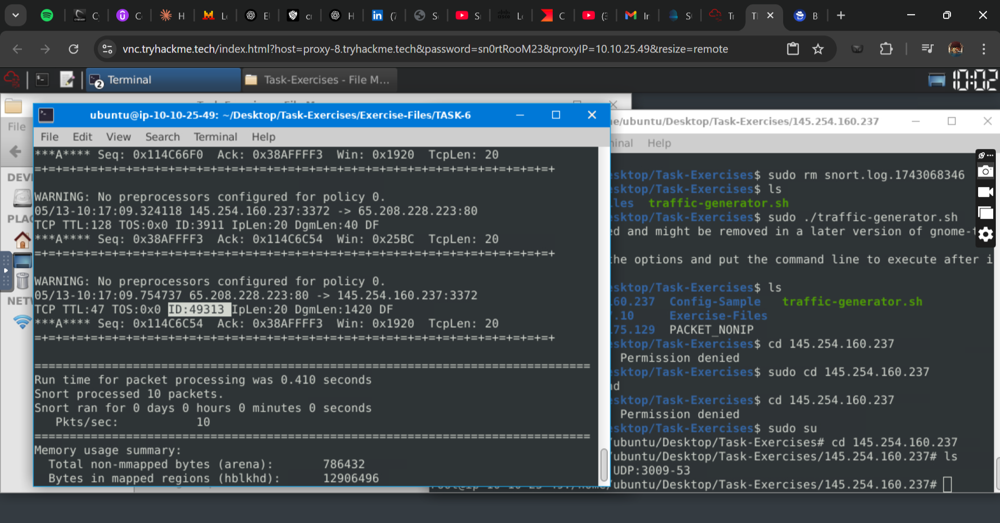 C
C
H
L
El
cr
H
in (7
S
S
cisco L
C
(3
Ir
S
Tr
T
B
vnc.tryhackme.tech/index.html?host=proxy-8.tryhackme.tech&password=sn0rtRooM23&proxyIP=10.10.25.49&resize=remote
2 Terminal
Task-Exercises - File M...
10:02
ubuntu@ip-10-10-25-49: ~/Desktop/Task-Exercises/Exercise-Files/TASK-6
File Edit View Search Terminal Help
***A**** Seq: 0x114C66F0  Ack: 0x38AFFFF3  Win: 0x1920  TcpLen: 20
=+=+=+=+=+=+=+=+=+=+=+=+=+=+=+=+=+=+=+=+=+=+=+=+=+=+=+=+=+=+=+=+=+=+=+=+=+
WARNING: No preprocessors configured for policy 0.
05/13-10:17:09.324118 145.254.160.237:3372 -> 65.208.228.223:80
TCP TTL:128 TOS:0x0 ID:3911 IpLen:20 DgmLen:40 DF
***A**** Seq: 0x38AFFFF3  Ack: 0x114C6C54  Win: 0x25BC  TcpLen: 20
=+=+=+=+=+=+=+=+=+=+=+=+=+=+=+=+=+=+=+=+=+=+=+=+=+=+=+=+=+=+=+=+=+=+=+=+=+
WARNING: No preprocessors configured for policy 0.
05/13-10:17:09.754737 65.208.228.223:80 -> 145.254.160.237:3372
TCP TTL:47 TOS:0x0 ID:49313 IpLen:20 DgmLen:1420 DF
***A**** Seq: 0x114C6C54  Ack: 0x38AFFFF3  Win: 0x1920  TcpLen: 20
=+=+=+=+=+=+=+=+=+=+=+=+=+=+=+=+=+=+=+=+=+=+=+=+=+=+=+=+=+=+=+=+=+=+=+=+=+
===============================================================================
Run time for packet processing was 0.410 seconds
Snort processed 10 packets.
Snort ran for 0 days 0 hours 0 minutes 0 seconds
Pkts/sec: 10
===============================================================================
Memory usage summary:
Total non-mmapped bytes (arena): 786432
Bytes in mapped regions (hblkhd): 12906496
File
DEVI
PLAC
NETW
e/ubuntu/Desktop/Task-Exercises/145.254.160.237
inal Help
sktop/Task-Exercises$ sudo rm snort.log.1743068346
sktop/Task-Exercises$ ls
les  traffic-generator.sh
sktop/Task-Exercises$ sudo ./traffic-generator.sh
ed and might be removed in a later version of gnome-t
the options and put the command line to execute after i
sktop/Task-Exercises$ ls
60.237  Config-Sample  traffic-generator.sh
.10  Exercise-Files
75.129  PACKET_NONIP
sktop/Task-Exercises$ cd 145.254.160.237
Permission denied
sktop/Task-Exercises$ sudo cd 145.254.160.237
nd
sktop/Task-Exercises$ cd 145.254.160.237
Permission denied
sktop/Task-Exercises$ sudo su
/ubuntu/Desktop/Task-Exercises# cd 145.254.160.237
/ubuntu/Desktop/Task-Exercises/145.254.160.237# ls
UDP:3009-53
/ubuntu/Desktop/Task-Exercises/145.254.160.237#